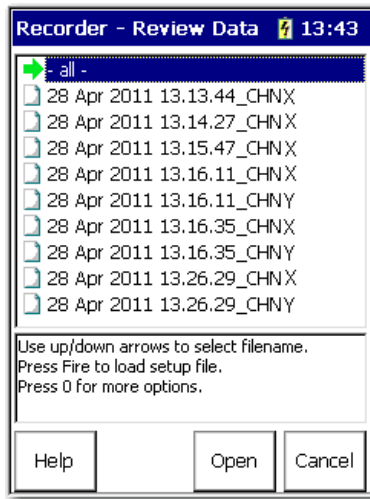 Recorder - Review Data 13:43
- all -
28 Apr 2011 13.13.44_CHNX
28 Apr 2011 13.14.27_CHNX
28 Apr 2011 13.15.47_CHNX
28 Apr 2011 13.16.11_CHNX
28 Apr 2011 13.16.11_CHNY
28 Apr 2011 13.16.35_CHNX
28 Apr 2011 13.16.35_CHNY
28 Apr 2011 13.26.29_CHNX
28 Apr 2011 13.26.29_CHNY
Use up/down arrows to select filename.
Press Fire to load setup file.
Press 0 for more options.
Help Open Cancel